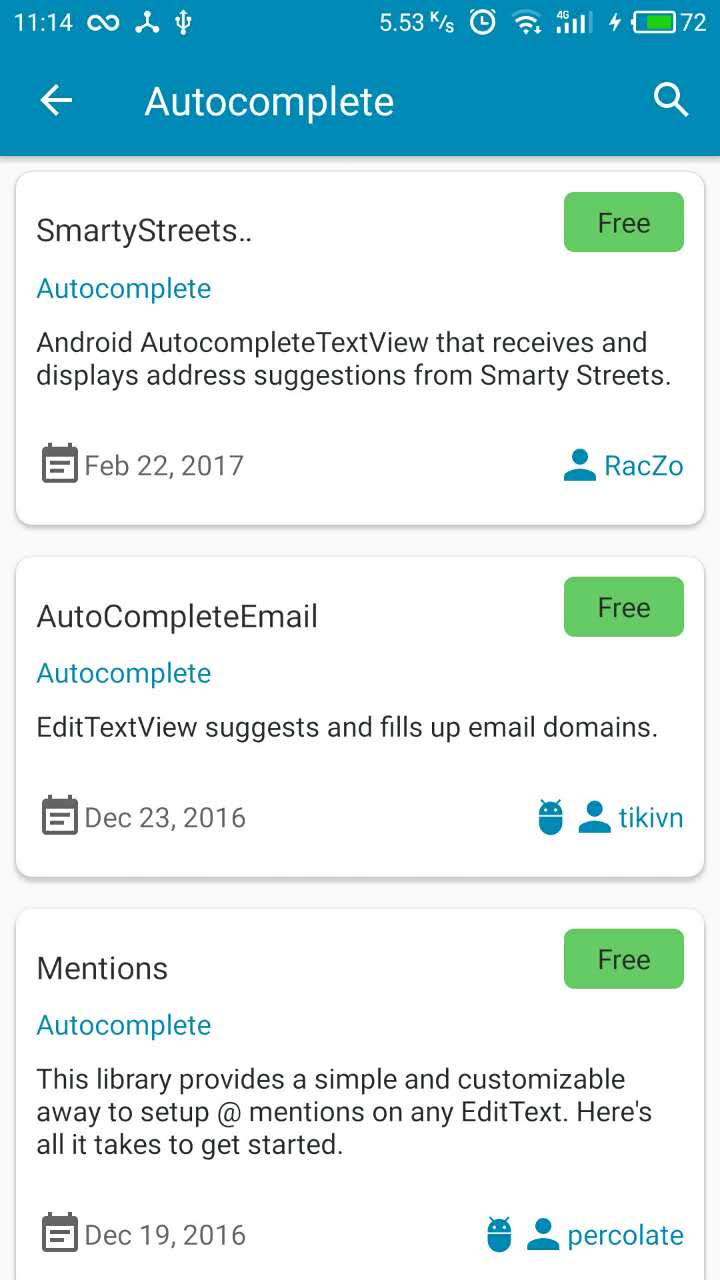 11:14 5.53 K/s 4G 72
Autocomplete
SmartyStreets..
Free
Autocomplete
Android AutocompleteTextView that receives and
displays address suggestions from Smarty Streets.
Feb 22, 2017 RacZo
AutoCompleteEmail
Free
Autocomplete
EditTextView suggests and fills up email domains.
Dec 23, 2016 tikivn
Mentions
Free
Autocomplete
This library provides a simple and customizable
away to setup @ mentions on any EditText. Here's
all it takes to get started.
Dec 19, 2016 percolate